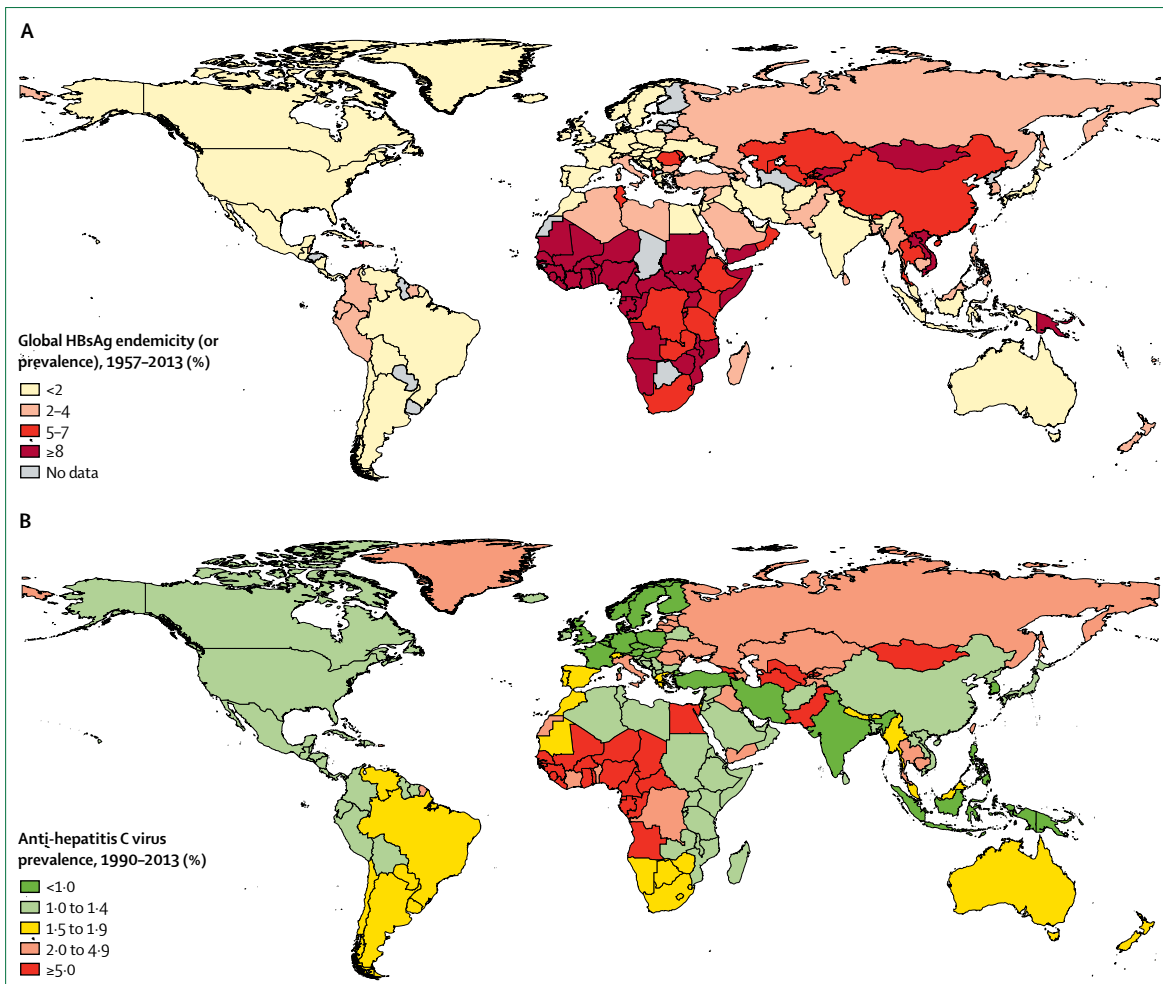 A
Global HBsAg endemicity (or
prevalence), 1957–2013 (%)
<2
2–4
5–7
≥8
No data
B
Anti-hepatitis C virus
prevalence, 1990–2013 (%)
<1·0
1·0 to 1·4
1·5 to 1·9
2·0 to 4·9
≥5·0